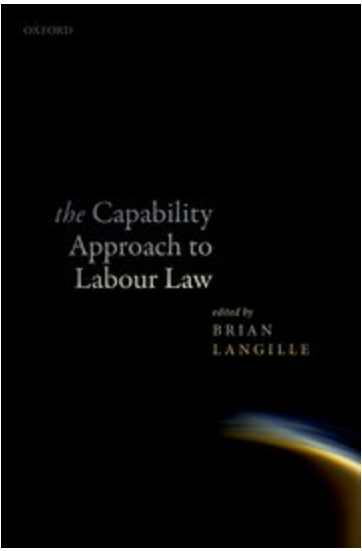 OXFORD
the Capability
Approach to
Labour Law
edited by
BRIAN
LANGILLE